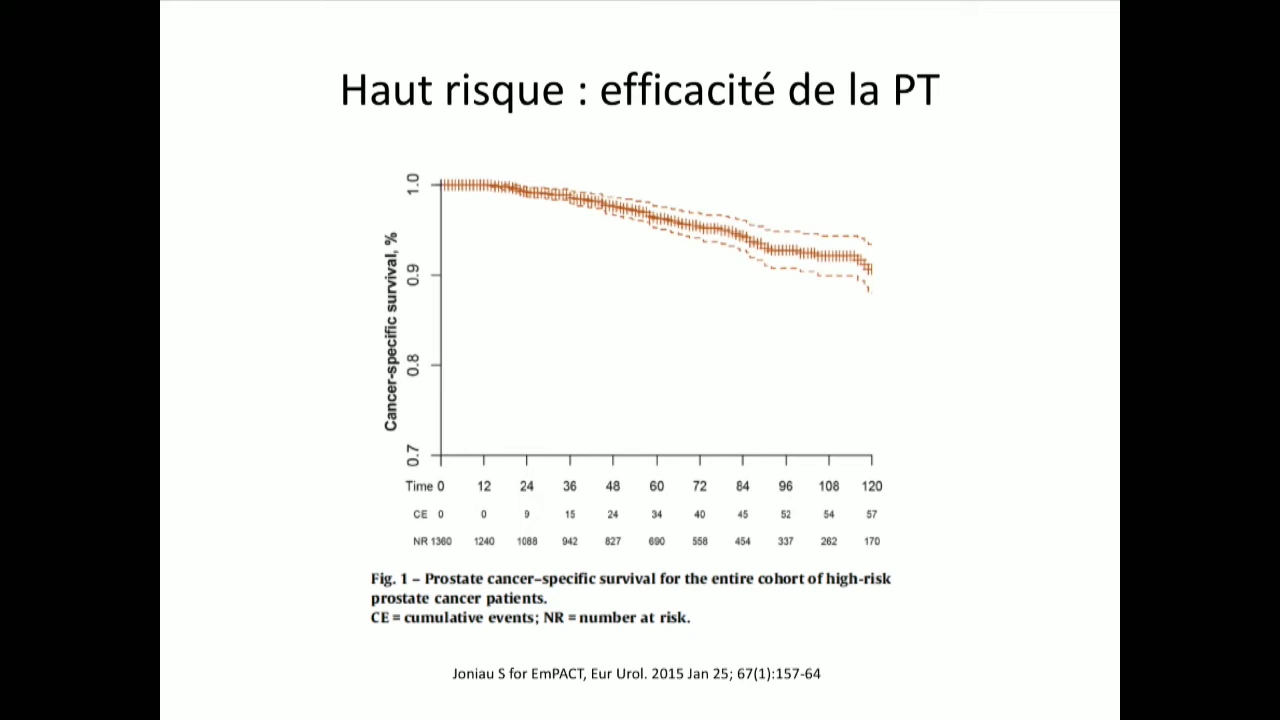 Haut risque : efficacité de la PT
Cancer-specific survival, %
1.0
0.9
0.8
0.7
Time 0 12 24 36 48 60 72 84 96 108 120
CE 0 0 9 15 24 34 40 45 52 54 57
NR 1360 1240 1088 942 827 690 558 454 337 262 170
Fig. 1 – Prostate cancer–specific survival for the entire cohort of high-risk
prostate cancer patients.
CE = cumulative events; NR = number at risk.
Joniau S for EmPACT, Eur Urol. 2015 Jan 25; 67(1):157-64